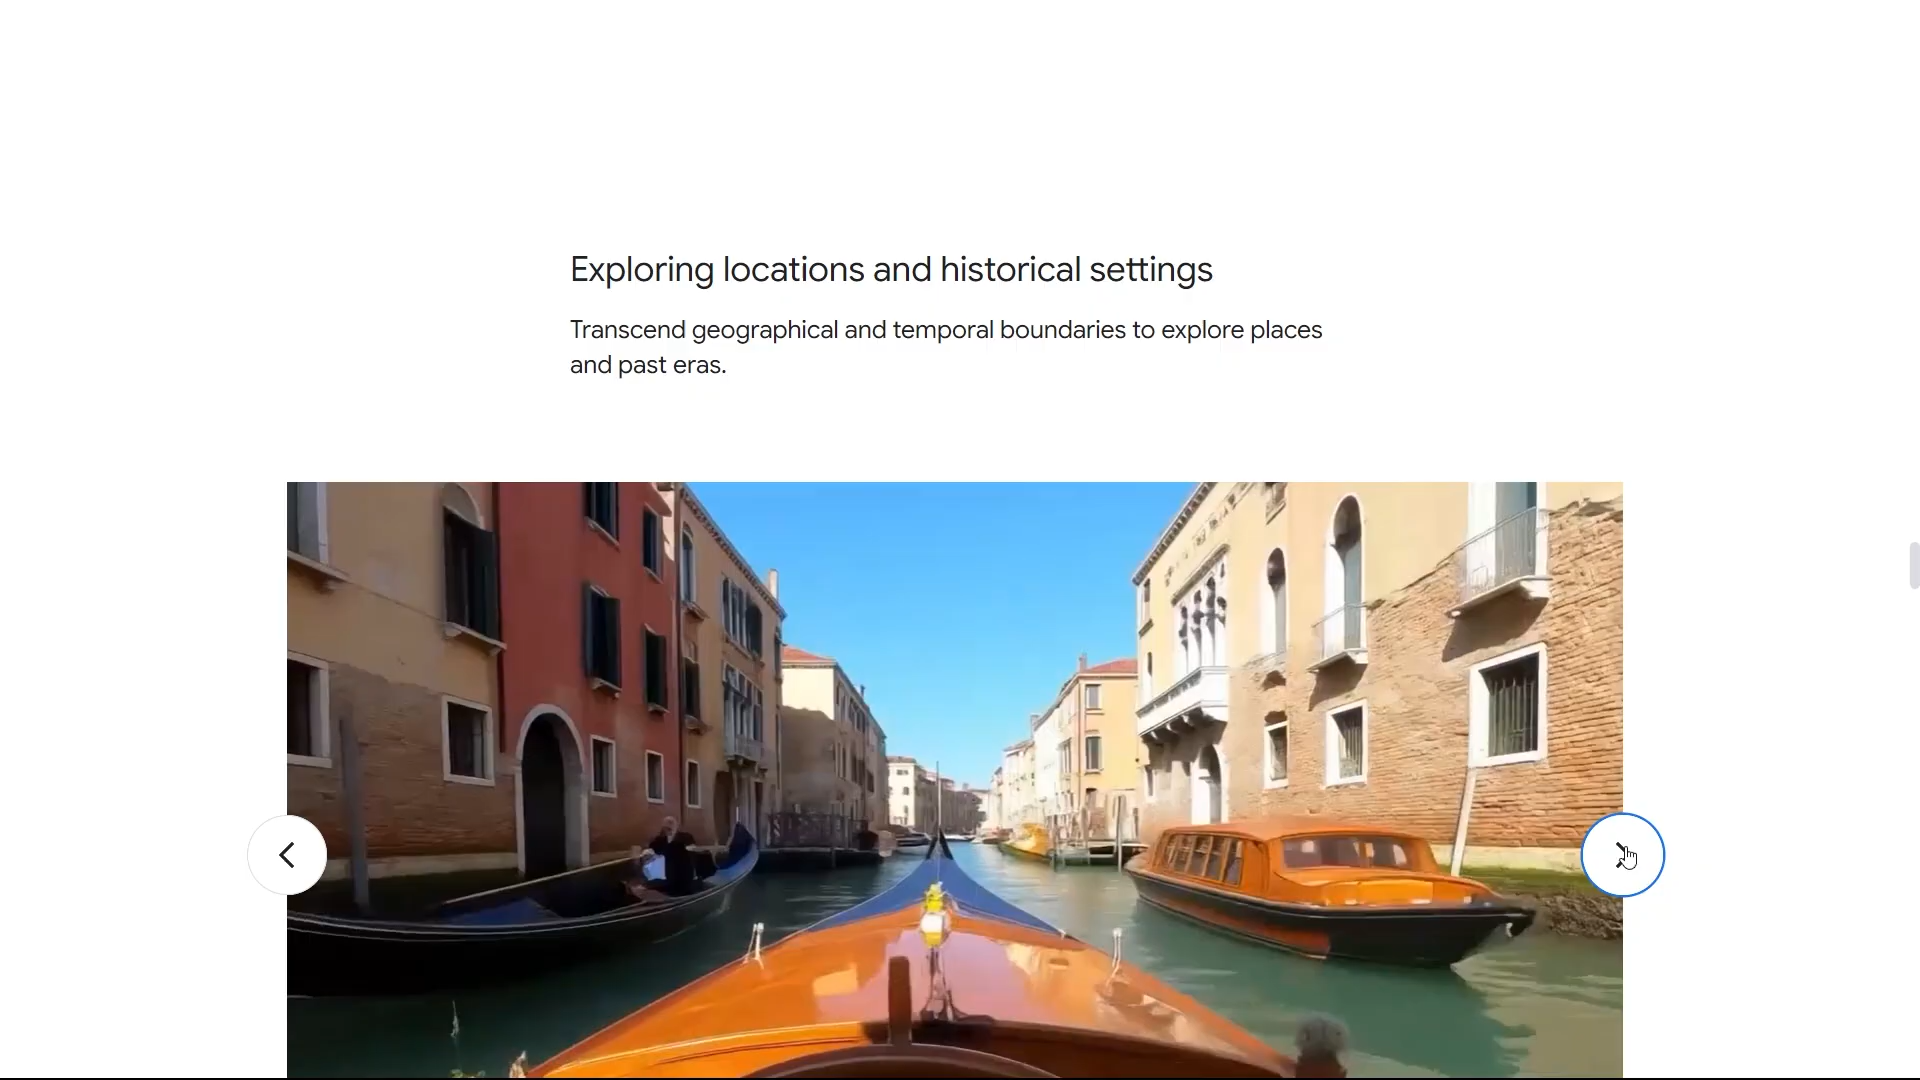 Exploring locations and historical settings
Transcend geographical and temporal boundaries to explore places
and past eras.